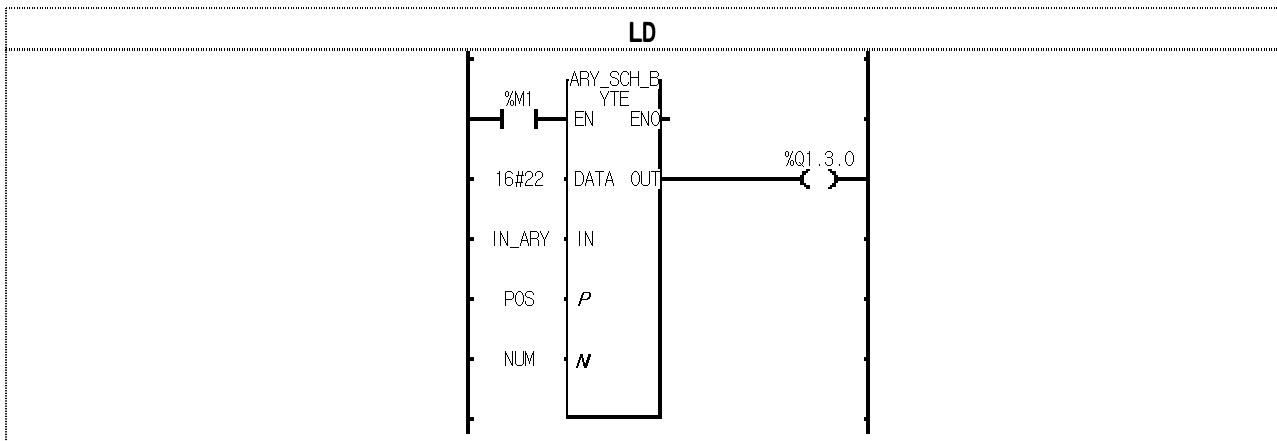 LD
ARY_SCH_B
YTE
%M1
EN ENO
%Q1.3.0
16#22 DATA OUT
IN_ARY IN
POS P
NUM N